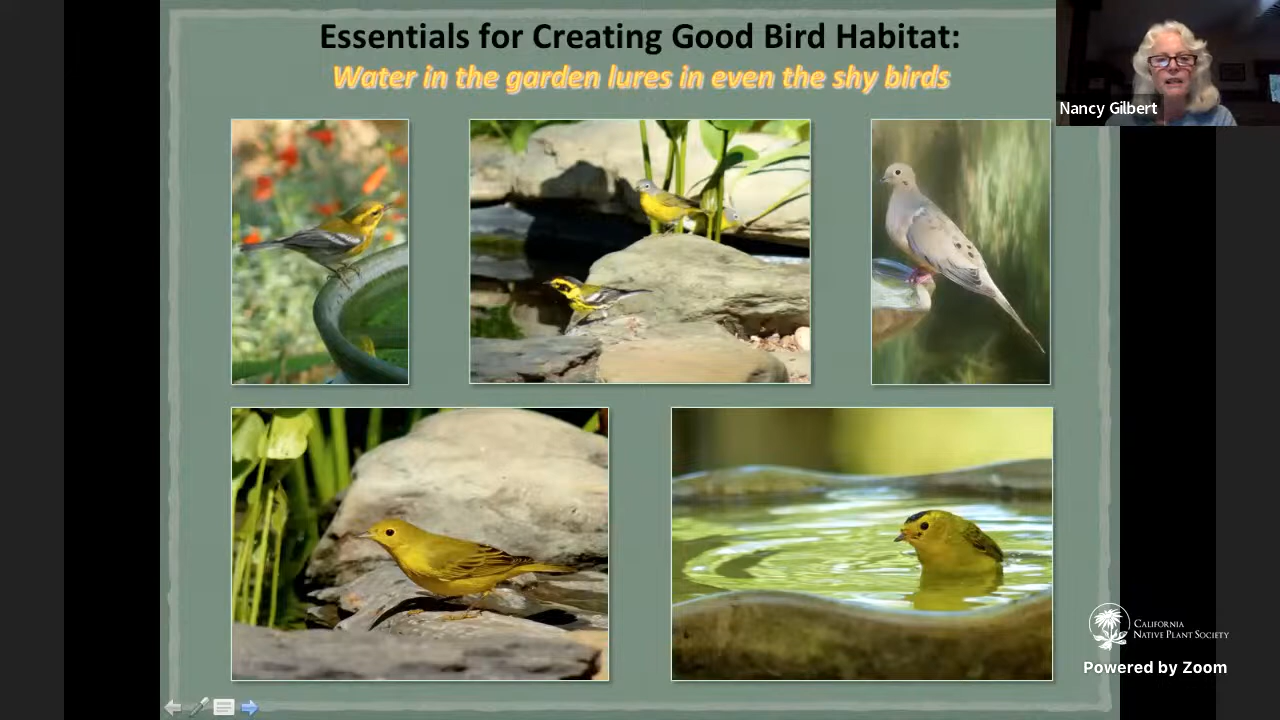 Essentials for Creating Good Bird Habitat:
Water in the garden lures in even the shy birds
Nancy Gilbert
CALIFORNIA
NATIVE PLANT SOCIETY
Powered by Zoom